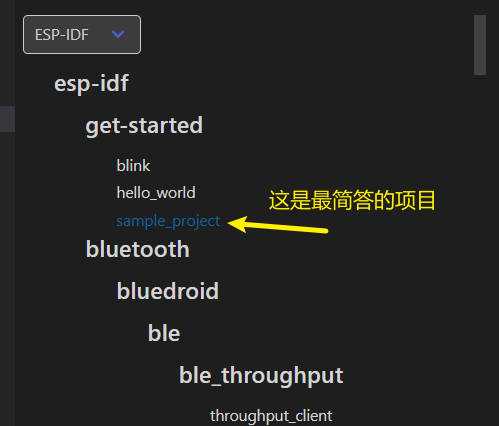 ESP-IDF
esp-idf
get-started
blink
hello_world
sample_project
这是最简答的项目
bluetooth
bluedroid
ble
ble_throughput
throughput_client